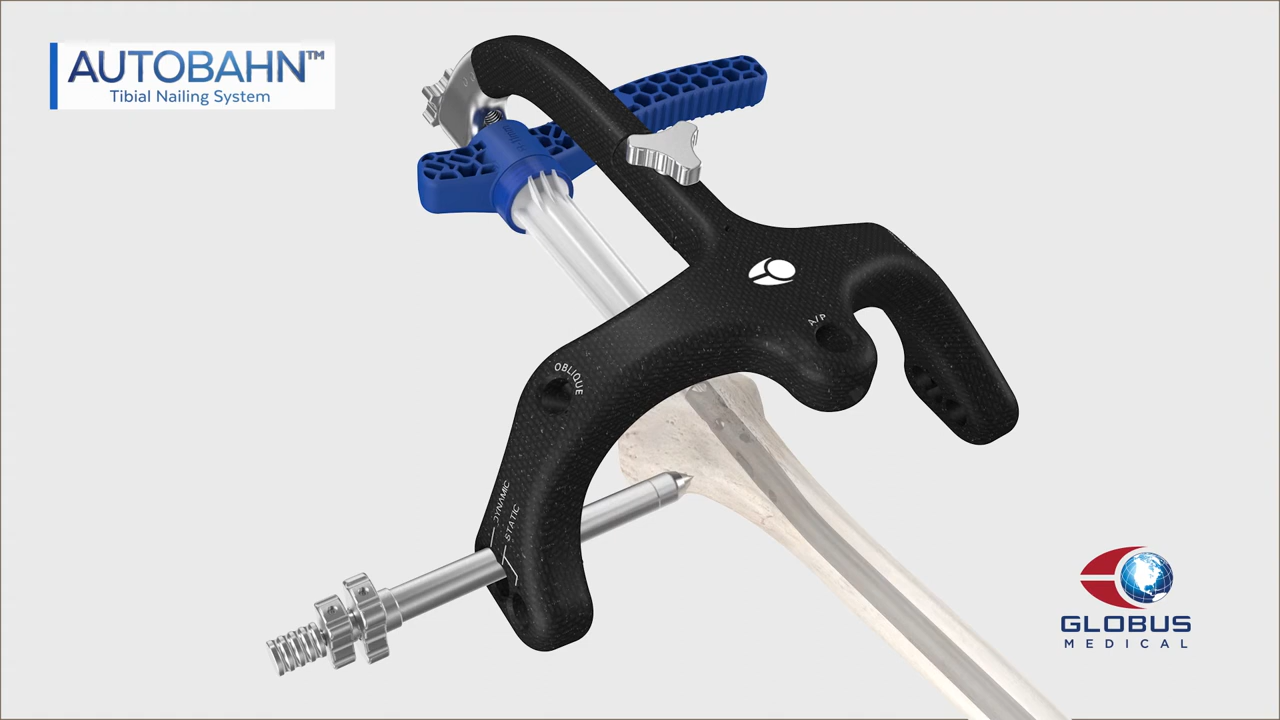 AUTOBAHN™
Tibial Nailing System
A/P
OBLIQUE
DYNAMIC
STATIC
GLOBUS
MEDICAL